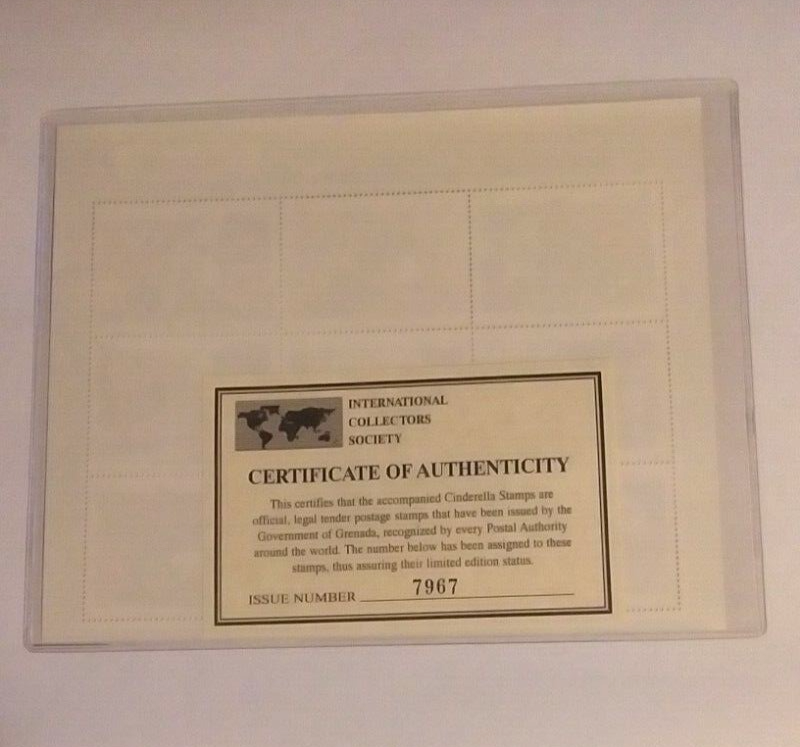 INTERNATIONAL
COLLECTORS
SOCIETY
CERTIFICATE OF AUTHENTICITY
This certifies that the accompanied Cinderella Stamps are
official, legal tender postage stamps that have been issued by the
Government of Grenada, recognized by every Postal Authority
around the world. The number below has been assigned to these
stamps, thus assuring their limited edition status.
ISSUE NUMBER 7967